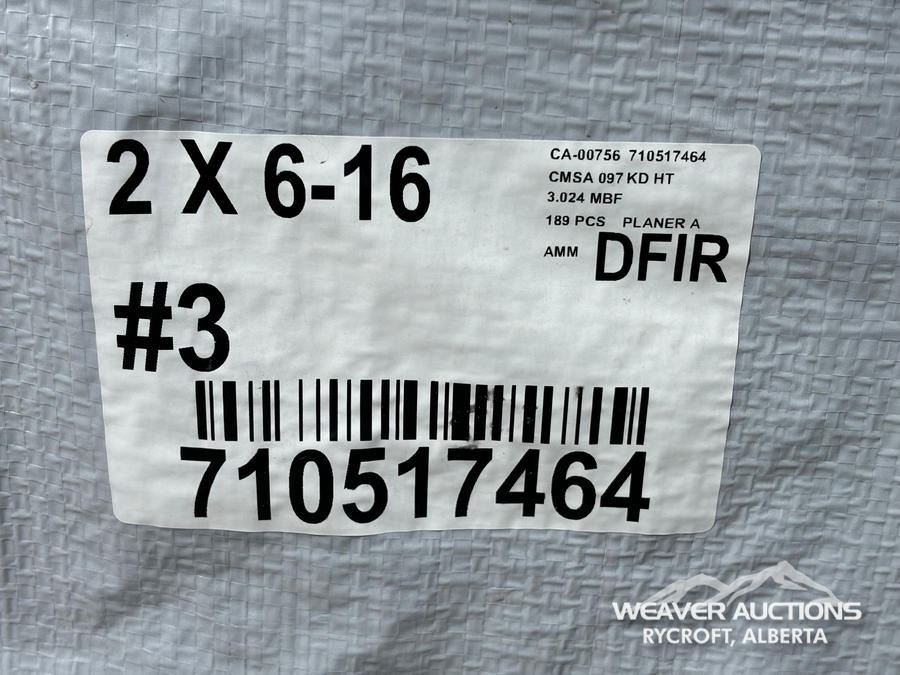 2 X 6-16
CA-00756 710517464
CMSA 097 KD HT
3.024 MBF
189 PCS PLANER A
AMM DFIR
#3
710517464
WEAVER AUCTIONS
RYCROFT, ALBERTA